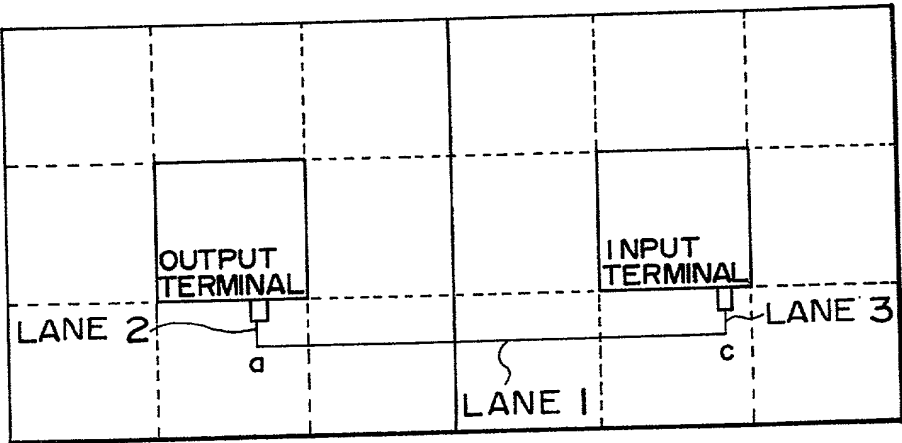 OUTPUT
TERMINAL
INPUT
TERMINAL
LANE 2
LANE 3
a
c
LANE 1